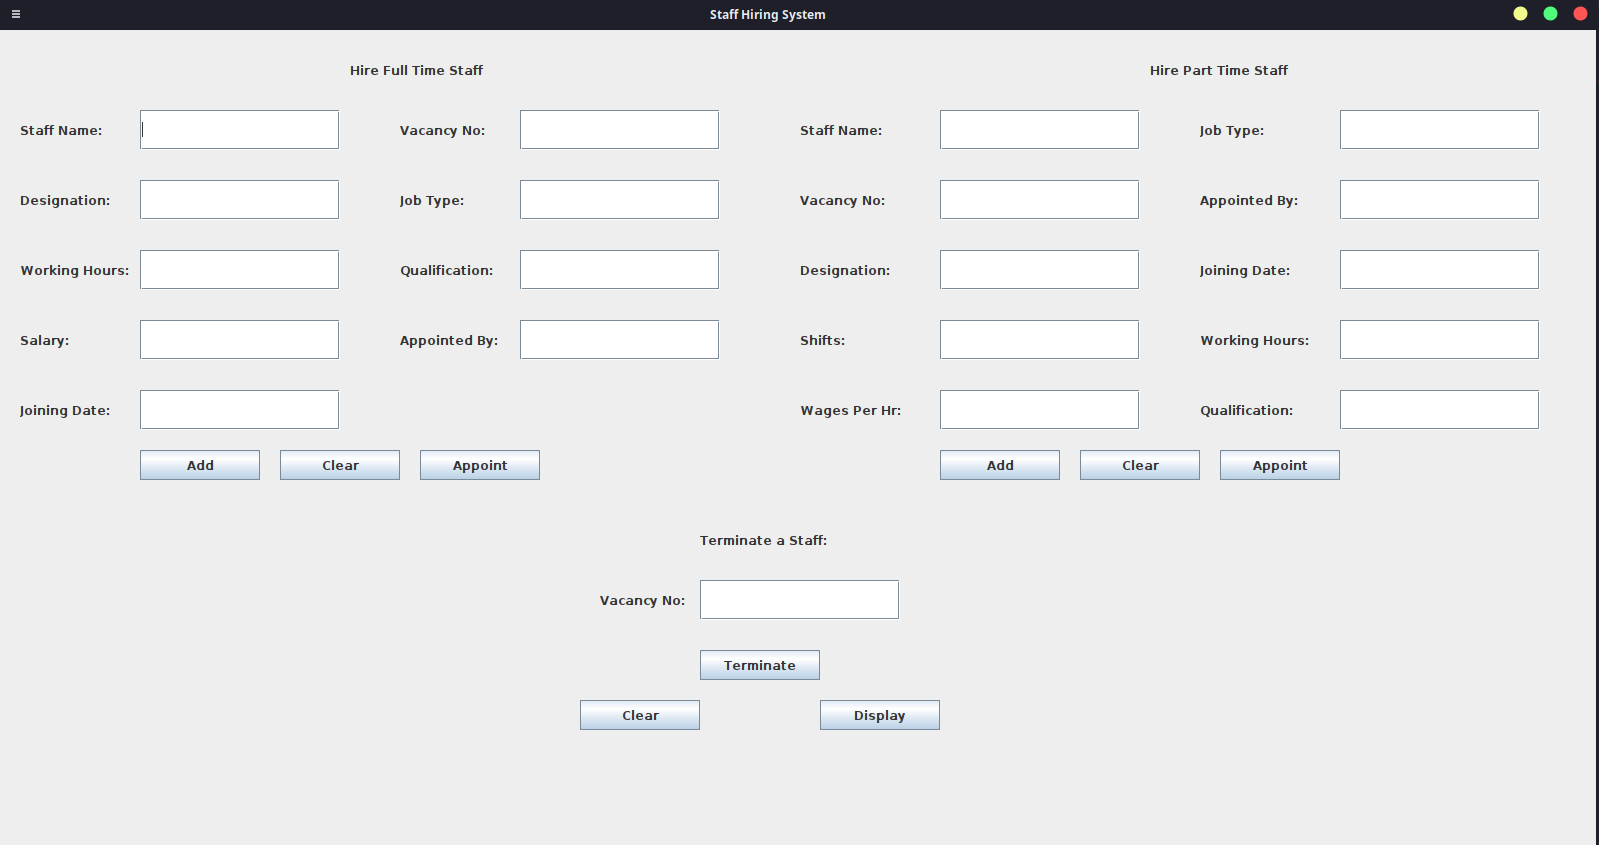 Staff Hiring System
Hire Full Time Staff
Staff Name:
Vacancy No:
Designation:
Job Type:
Working Hours:
Qualification:
Salary:
Appointed By:
Joining Date:
Add
Clear
Appoint
Hire Part Time Staff
Staff Name:
Job Type:
Vacancy No:
Appointed By:
Designation:
Joining Date:
Shifts:
Working Hours:
Wages Per Hr:
Qualification:
Add
Clear
Appoint
Terminate a Staff:
Vacancy No:
Terminate
Clear
Display